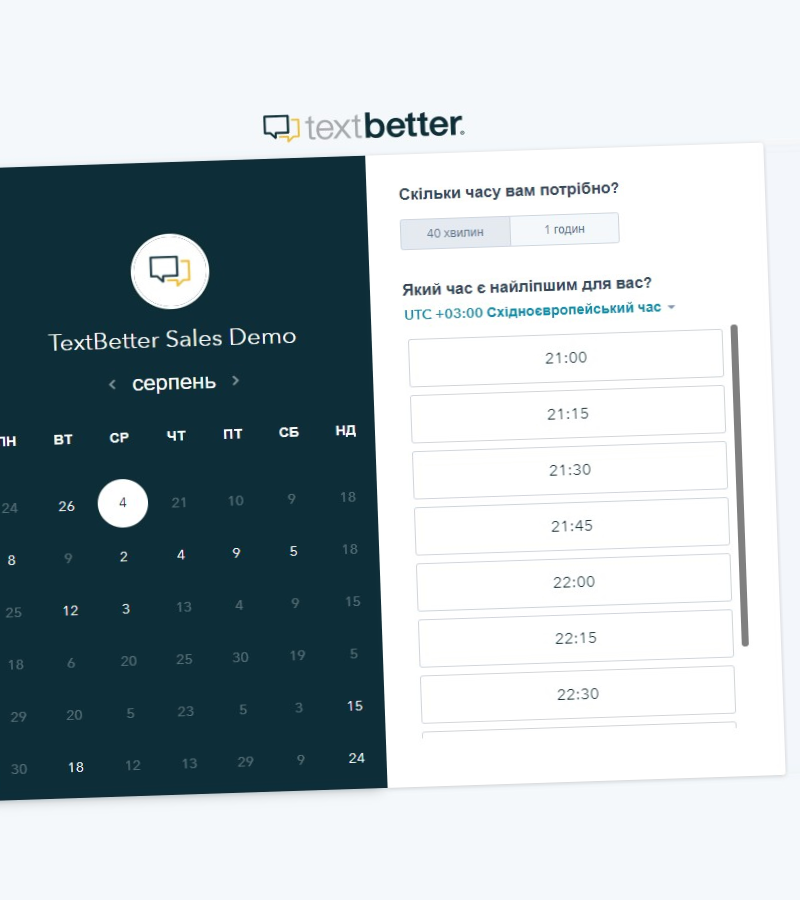 textbetter
TextBetter Sales Demo
серпень
ПН ВТ СР ЧТ ПТ СБ НД
24 26 4 21 10 9 18
8 9 2 4 9 5 18
25 12 3 13 4 9 15
18 6 20 25 30 19 5
29 20 5 23 5 3 15
30 18 12 13 29 9 24
Скільки часу вам потрібно?
40 хвилин 1 годин
Який час є найліпшим для вас?
UTC +03:00 Східноєвропейський час
21:00
21:15
21:30
21:45
22:00
22:15
22:30